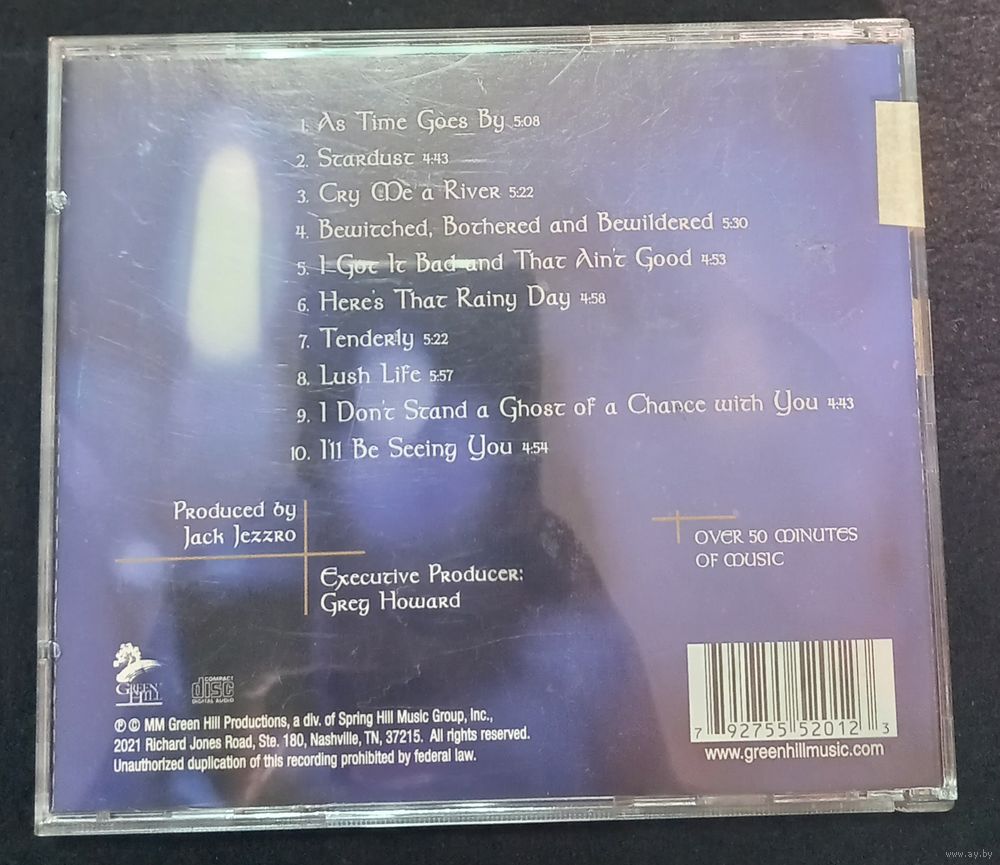 1. As Time Goes By 5:08
2. Stardust 4:43
3. Cry Me a River 5:22
4. Bewitched, Bothered and Bewildered 5:30
5. I Got It Bad and That Ain't Good 4:53
6. Here's That Rainy Day 4:58
7. Tenderly 5:22
8. Lush Life 5:57
9. I Don't Stand a Ghost of a Chance with You 4:43
10. I'll Be Seeing You 4:54
Produced by
Jack Jezzro
Executive Producer:
Greg Howard
OVER 50 MINUTES
OF MUSIC
GREEN
HILL
COMPACT
disc
DIGITAL AUDIO
℗ © MM Green Hill Productions, a div. of Spring Hill Music Group, Inc.,
2021 Richard Jones Road, Ste. 180, Nashville, TN, 37215. All rights reserved.
Unauthorized duplication of this recording prohibited by federal law.
7 92755 52012 3
www.greenhillmusic.com
www.ay.by